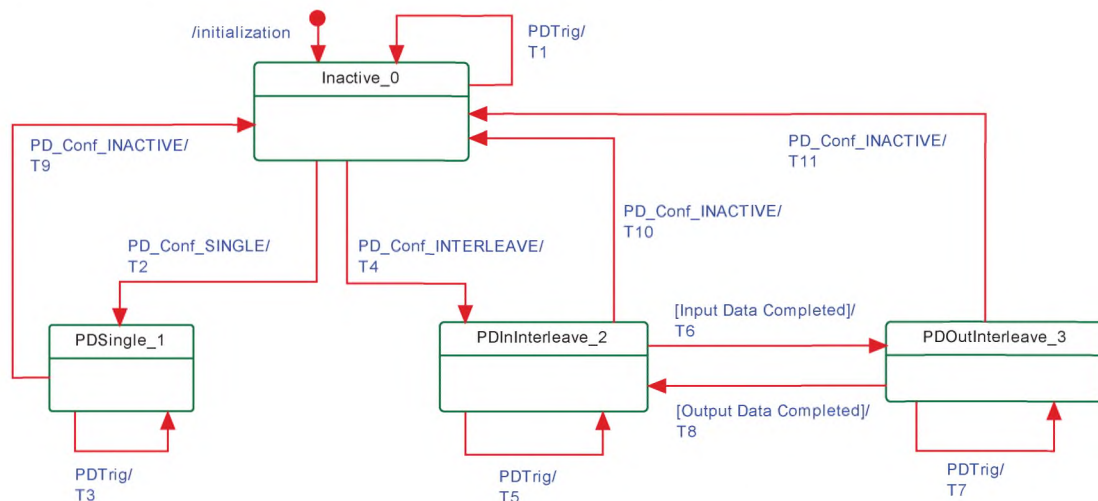 /initialization
PDTrig/
T1
Inactive_0
PD_Conf_INACTIVE/
T9
PD_Conf_INACTIVE/
T11
PD_Conf_INACTIVE/
T10
PD_Conf_SINGLE/
T2
PD_Conf_INTERLEAVE/
T4
[Input Data Completed]/
T6
PDSingle_1
PDInInterleave_2
PDOutInterleave_3
[Output Data Completed]/
T8
PDTrig/
T3
PDTrig/
T5
PDTrig/
T7